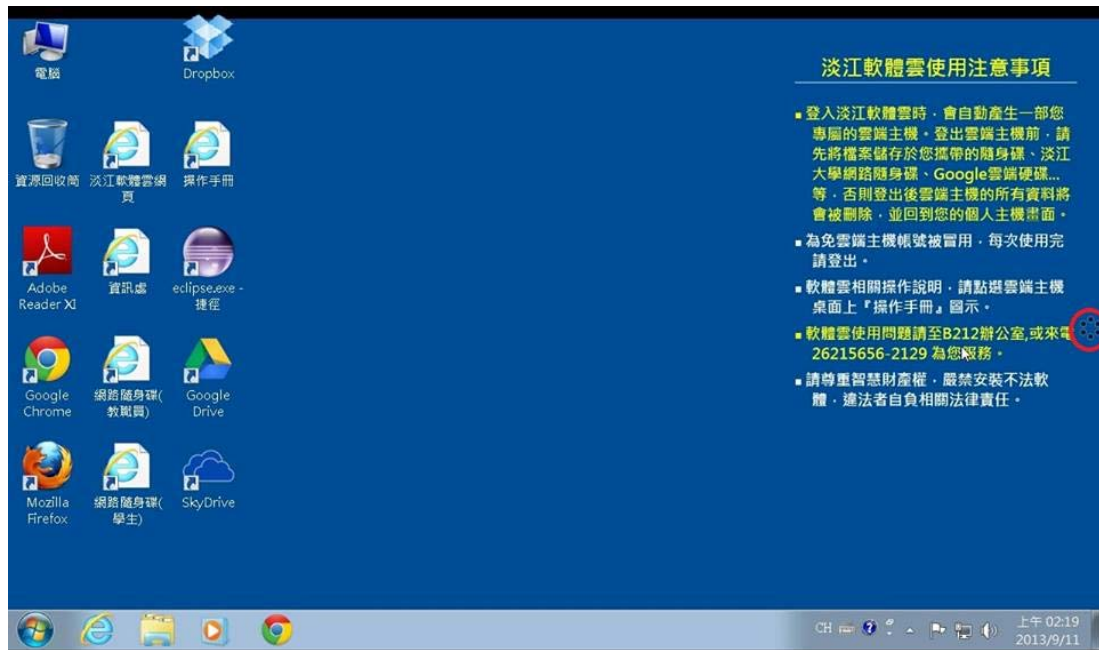 電腦
Dropbox
資源回收筒
淡江軟體雲網
頁
操作手冊
Adobe
Reader XI
資訊處
eclipse.exe -
捷徑
Google
Chrome
網路隨身碟(
教職員)
Google
Drive
Mozilla
Firefox
網路隨身碟(
學生)
SkyDrive
淡江軟體雲使用注意事項
登入淡江軟體雲時，會自動產生一部您
專屬的雲端主機。登出雲端主機前，請
先將檔案儲存於您攜帶的隨身碟、淡江
大學網路隨身碟、Google雲端硬碟...
等，否則登出後雲端主機的所有資料將
會被刪除，並回到您的個人主機畫面。
為免雲端主機帳號被冒用，每次使用完
請登出。
軟體雲相關操作說明，請點選雲端主機
桌面上『操作手冊』圖示。
軟體雲使用問題請至B212辦公室,或來電
26215656-2129 為您服務。
請尊重智慧財產權，嚴禁安裝不法軟
體，違法者自負相關法律責任。
CH
上午 02:19
2013/9/11